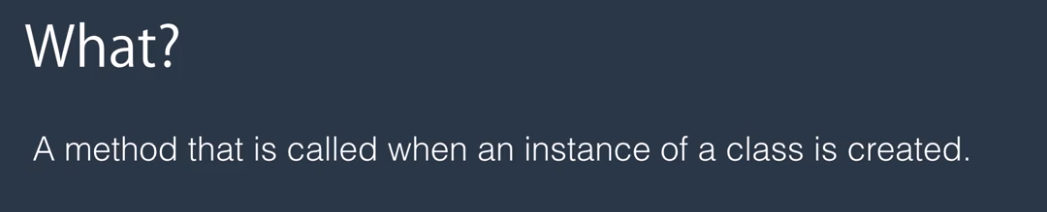 What?
A method that is called when an instance of a class is created.